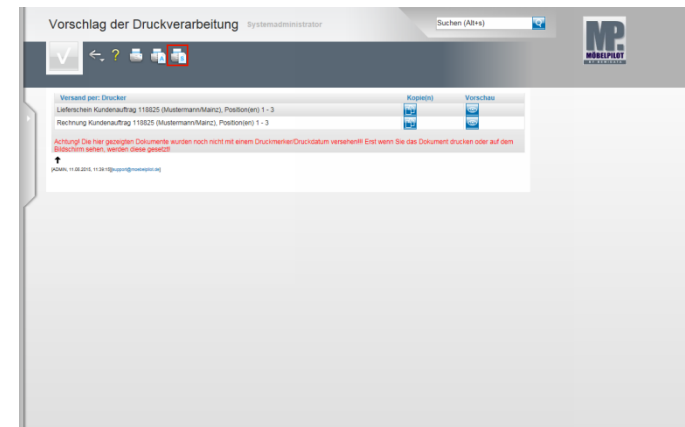 Vorschlag der Druckverarbeitung Systemadministrator
Suchen (Alt+s)
MP.
MÖBELPILOT
?
A
Versand per: Drucker Kopie(n) Vorschau
Lieferschein Kundenauftrag 118825 (Mustermann/Mainz), Position(en) 1 - 3
Rechnung Kundenauftrag 118825 (Mustermann/Mainz), Position(en) 1 - 3
Achtung! Die hier gezeigten Dokumente wurden noch nicht mit einem Druckmerker/Druckdatum versehen!!! Erst wenn Sie das Dokument drucken oder auf dem
Bildschirm sehen, werden diese gesetzt!